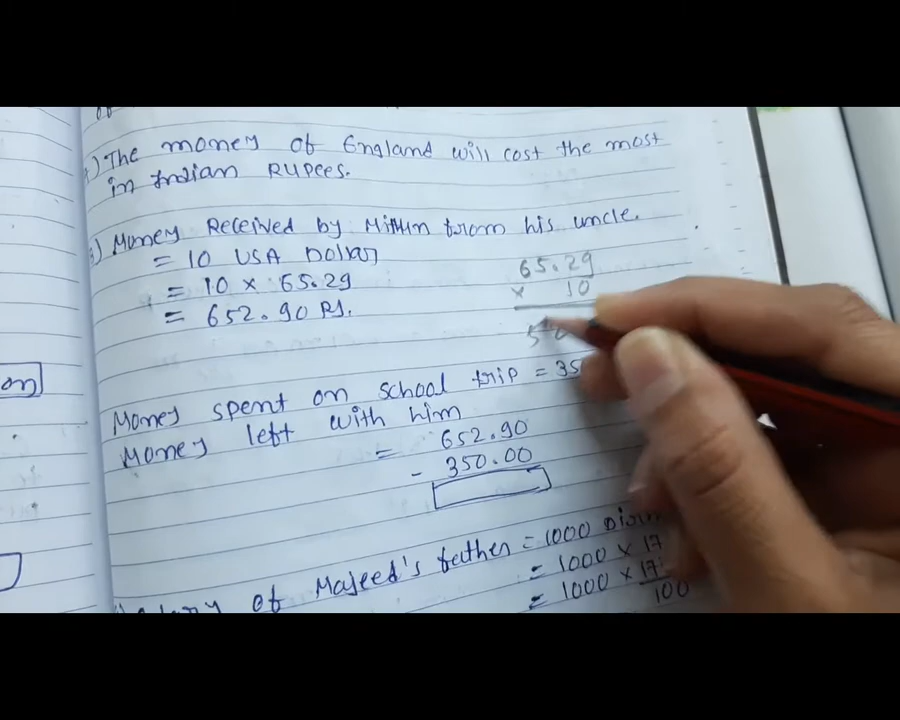 The money of England will cost the most
in Indian Rupees.
Money Received by Mithun from his uncle.
= 10 USA Dollar
= 10 x 65.29
= 652.90 Rs.
65.29
x 10
Money spent on school trip = 35
Money left with him
= 652.90
- 350.00
on
of Majeed's father = 1000
= 1000 x 17
= 1000 x 17
100